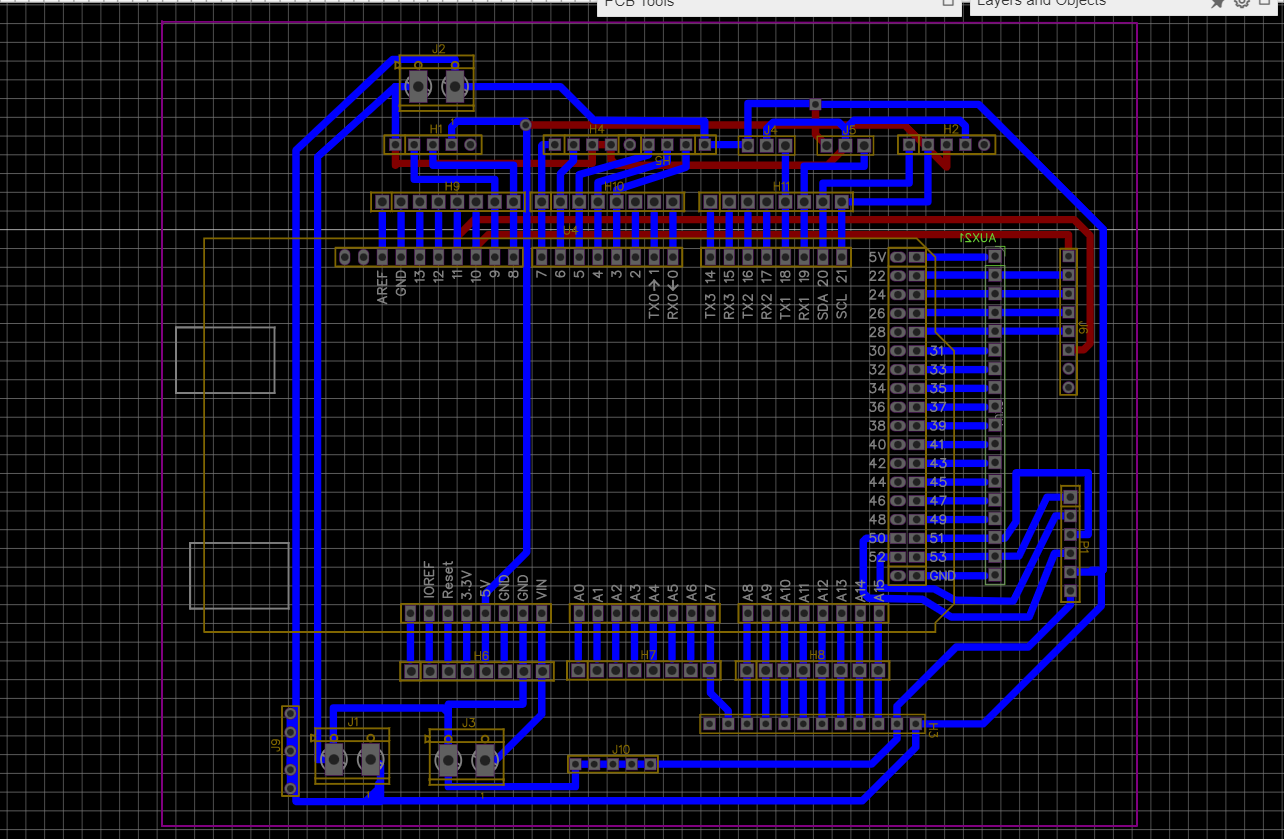 PCB Tools
Layers and Objects
J2
H1
H4
J4
J5
H2
H5
H9
H10
H11
U4
AUX21
AREF
GND
13
12
11
10
9
8
7
6
5
4
3
2
TX0→1
RX0←0
TX3 14
RX3 15
TX2 16
RX2 17
TX1 18
RX1 19
SDA 20
SCL 21
5V
22
24
26
28
30 31
32 33
34 35
36 37
38 39
40 41
42 43
44 45
46 47
48 49
50 51
52 53
GND
J6
P1
IOREF
Reset
3.3V
5V
GND
GND
VIN
A0
A1
A2
A3
A4
A5
A6
A7
A8
A9
A10
A11
A12
A13
A14
A15
H6
H7
H8
H3
J9
J1
J3
J10